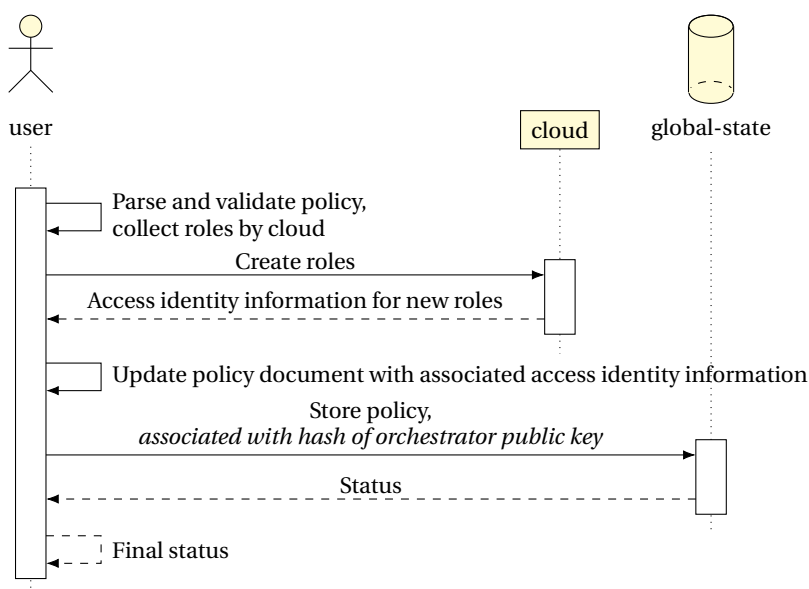 user
cloud
global-state
Parse and validate policy,
collect roles by cloud
Create roles
Access identity information for new roles
Update policy document with associated access identity information
Store policy,
associated with hash of orchestrator public key
Status
Final status